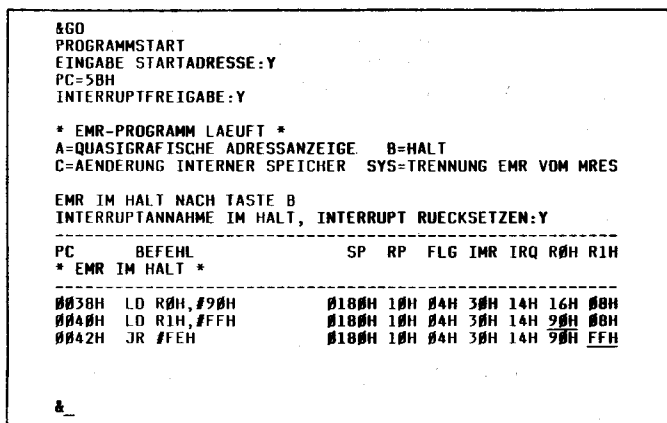 &GO
PROGRAMMSTART
EINGABE STARTADRESSE:Y
PC=5BH
INTERRUPTFREIGABE:Y
* EMR-PROGRAMM LAEUFT *
A=QUASIGRAFISCHE ADRESSANZEIGE B=HALT
C=AENDERUNG INTERNER SPEICHER SYS=TRENNUNG EMR VOM MRES
EMR IM HALT NACH TASTE B
INTERRUPTANNAHME IM HALT, INTERRUPT RUECKSETZEN:Y
PC BEFEHL SP RP FLG IMR IRQ RØH R1H
* EMR IM HALT *
ØØ38H LD RØH,#9ØH Ø18ØH 1ØH Ø4H 3ØH 14H 16H Ø8H
ØØ4ØH LD R1H,#FFH Ø18ØH 1ØH Ø4H 3ØH 14H 9ØH Ø8H
ØØ42H JR #FEH Ø18ØH 1ØH Ø4H 3ØH 14H 9ØH FFH
&_